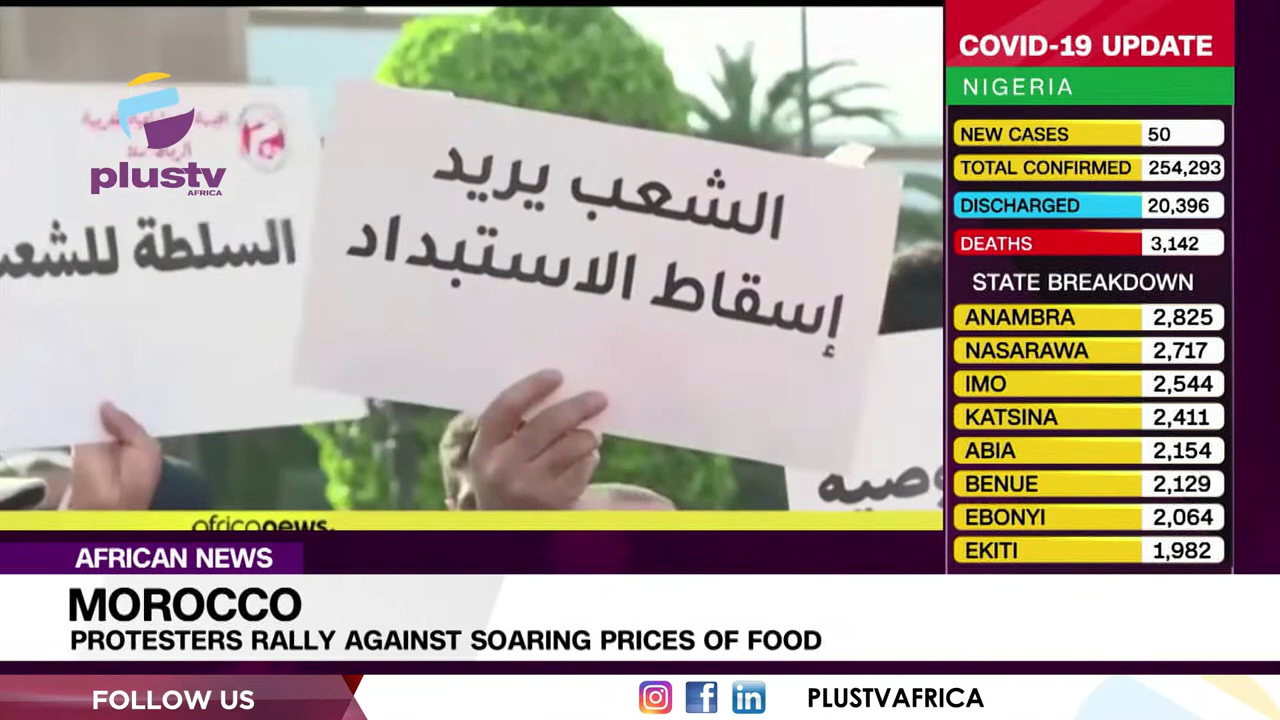 plustv
AFRICA
السلطة للشعب
الشعب يريد
إسقاط الاستبداد
africanews.
COVID-19 UPDATE
NIGERIA
NEW CASES 50
TOTAL CONFIRMED 254,293
DISCHARGED 20,396
DEATHS 3,142
STATE BREAKDOWN
ANAMBRA 2,825
NASARAWA 2,717
IMO 2,544
KATSINA 2,411
ABIA 2,154
BENUE 2,129
EBONYI 2,064
EKITI 1,982
AFRICAN NEWS
MOROCCO
PROTESTERS RALLY AGAINST SOARING PRICES OF FOOD
FOLLOW US
PLUSTVAFRICA